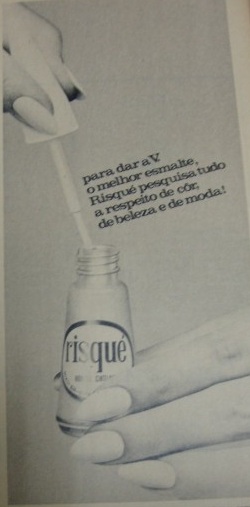 para dar a V.
o melhor esmalte,
Risqué pesquisa tudo
a respeito de côr,
de beleza e de moda!
risqué